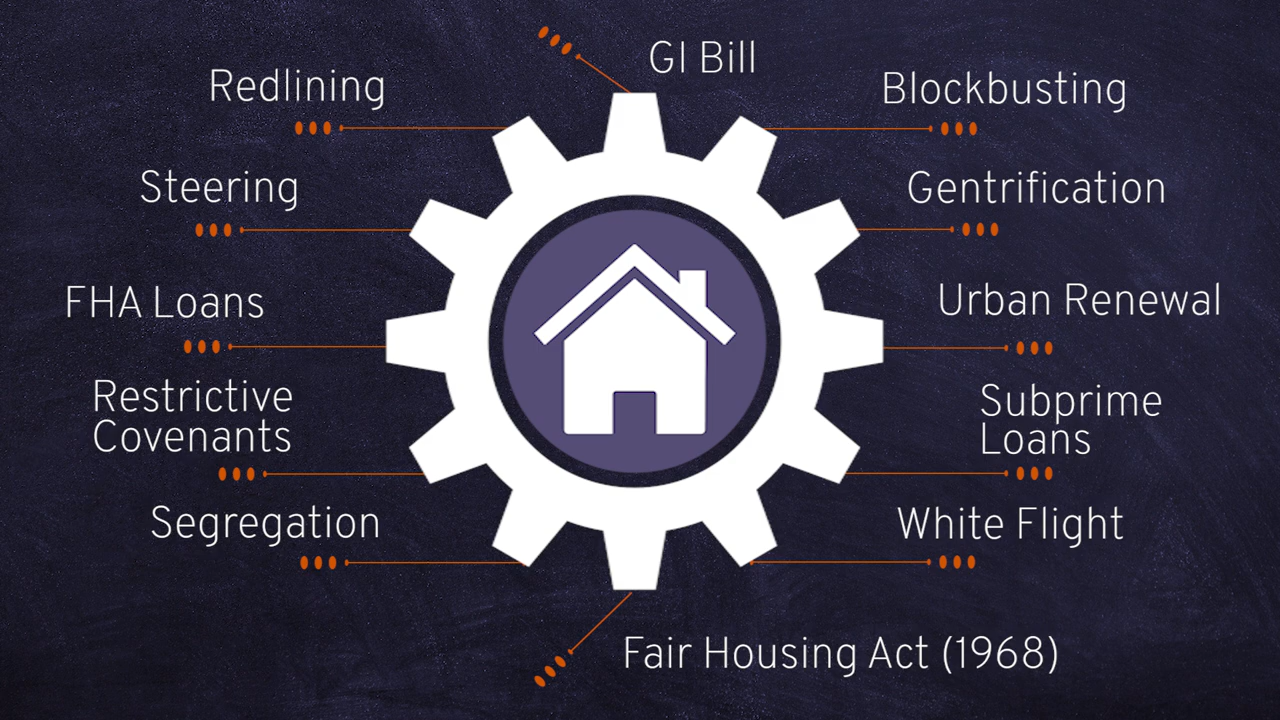 GI Bill
Redlining
Blockbusting
Steering
Gentrification
FHA Loans
Urban Renewal
Restrictive
Covenants
Subprime
Loans
Segregation
White Flight
Fair Housing Act (1968)